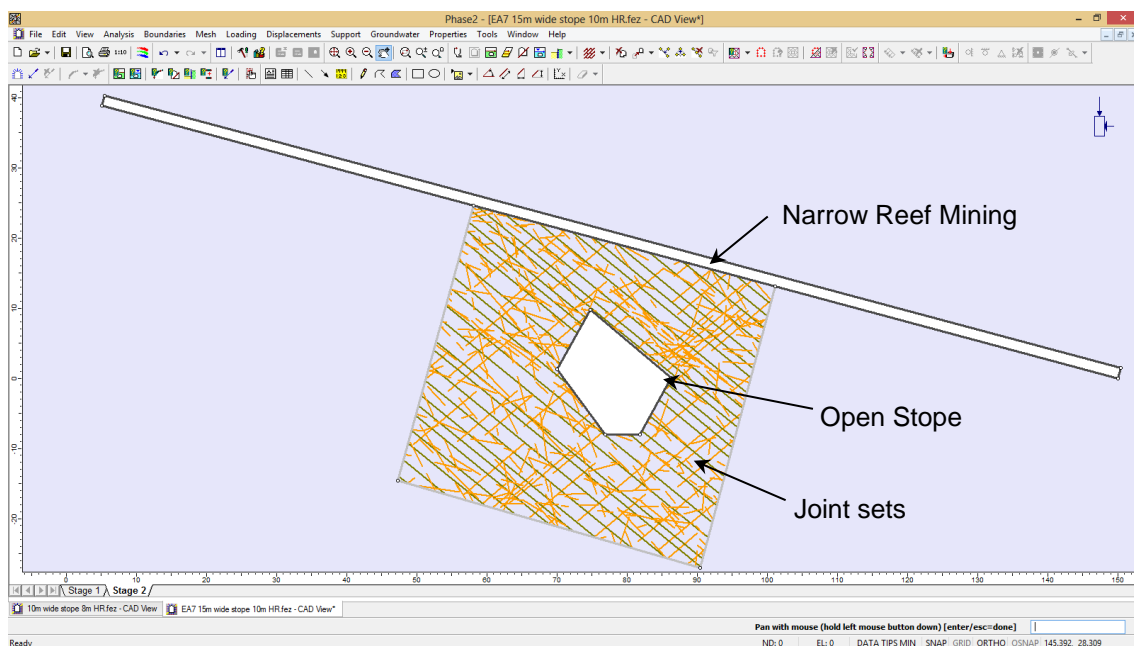 Phase2 - [EA7 15m wide stope 10m HR.fez - CAD View*]
File Edit View Analysis Boundaries Mesh Loading Displacements Support Groundwater Properties Tools Window Help
1:10
40
30
20
10
0
-10
-20
Narrow Reef Mining
Open Stope
Joint sets
0 10 20 30 40 50 60 70 80 90 100 110 120 130 140 150
Stage 1 Stage 2
10m wide stope 8m HR.fez - CAD View EA7 15m wide stope 10m HR.fez - CAD View*
Pan with mouse (hold left mouse button down) [enter/esc=done]
Ready ND: 0 EL: 0 DATA TIPS MIN SNAP GRID ORTHO OSNAP 145.392, 28.309